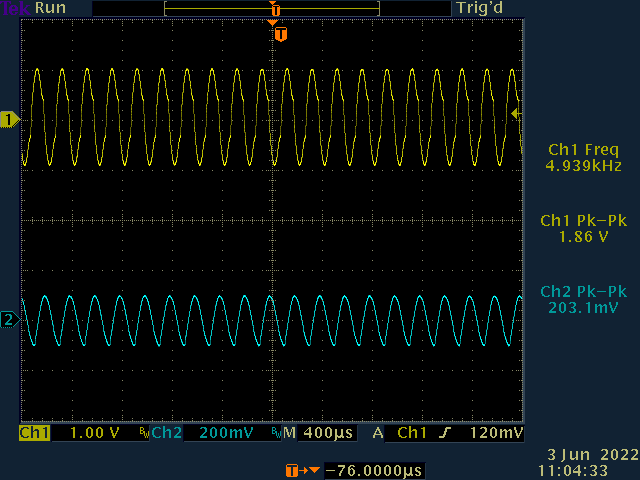 Tek Run Trig'd
T
T
1
Ch1 Freq
4.939kHz
Ch1 Pk-Pk
1.86 V
Ch2 Pk-Pk
203.1mV
2
Ch1 1.00 V BW Ch2 200mV BW M 400µs A Ch1 120mV
3 Jun 2022
11:04:33
T -76.0000µs